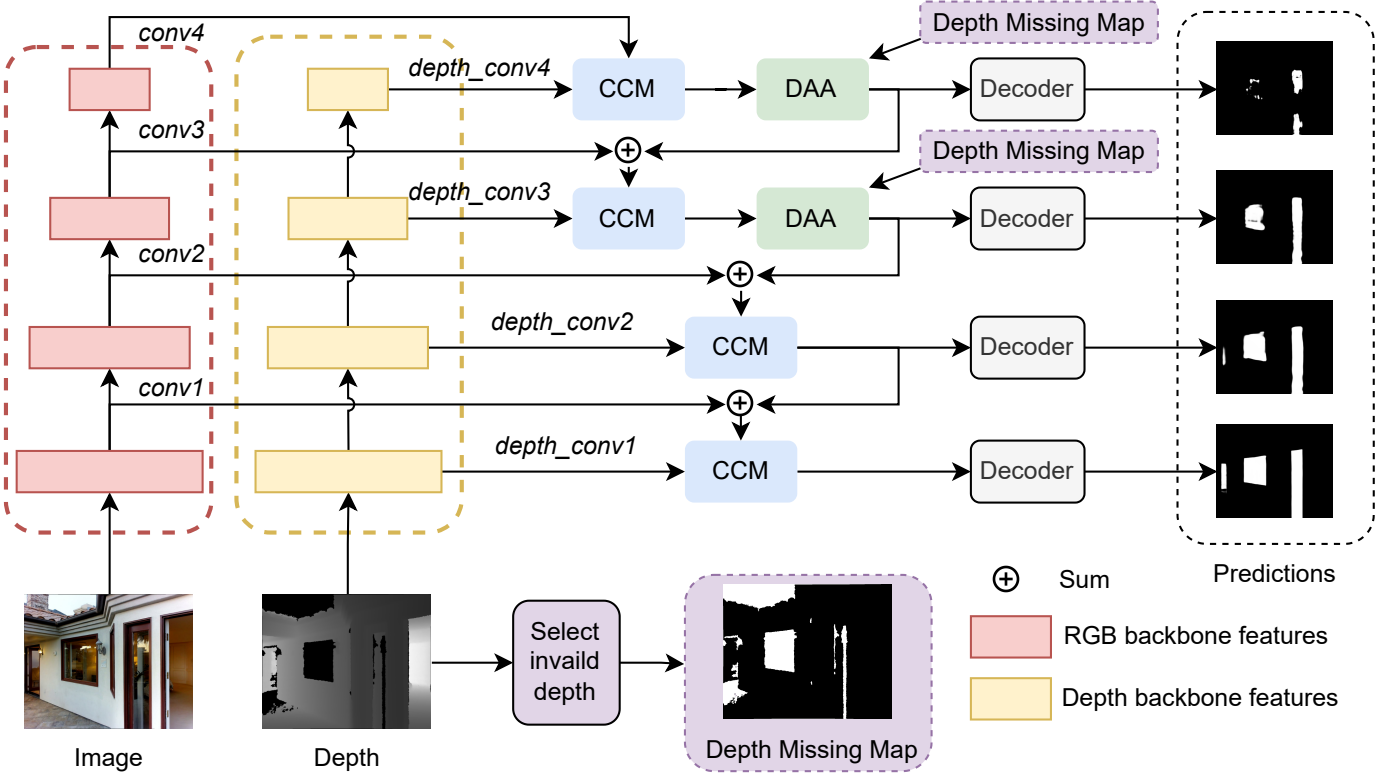 conv4
Depth Missing Map
depth_conv4
CCM
DAA
Decoder
conv3
Depth Missing Map
depth_conv3
CCM
DAA
Decoder
conv2
depth_conv2
CCM
Decoder
conv1
depth_conv1
CCM
Decoder
Sum
Predictions
Select
invaild
depth
RGB backbone features
Depth backbone features
Image
Depth
Depth Missing Map